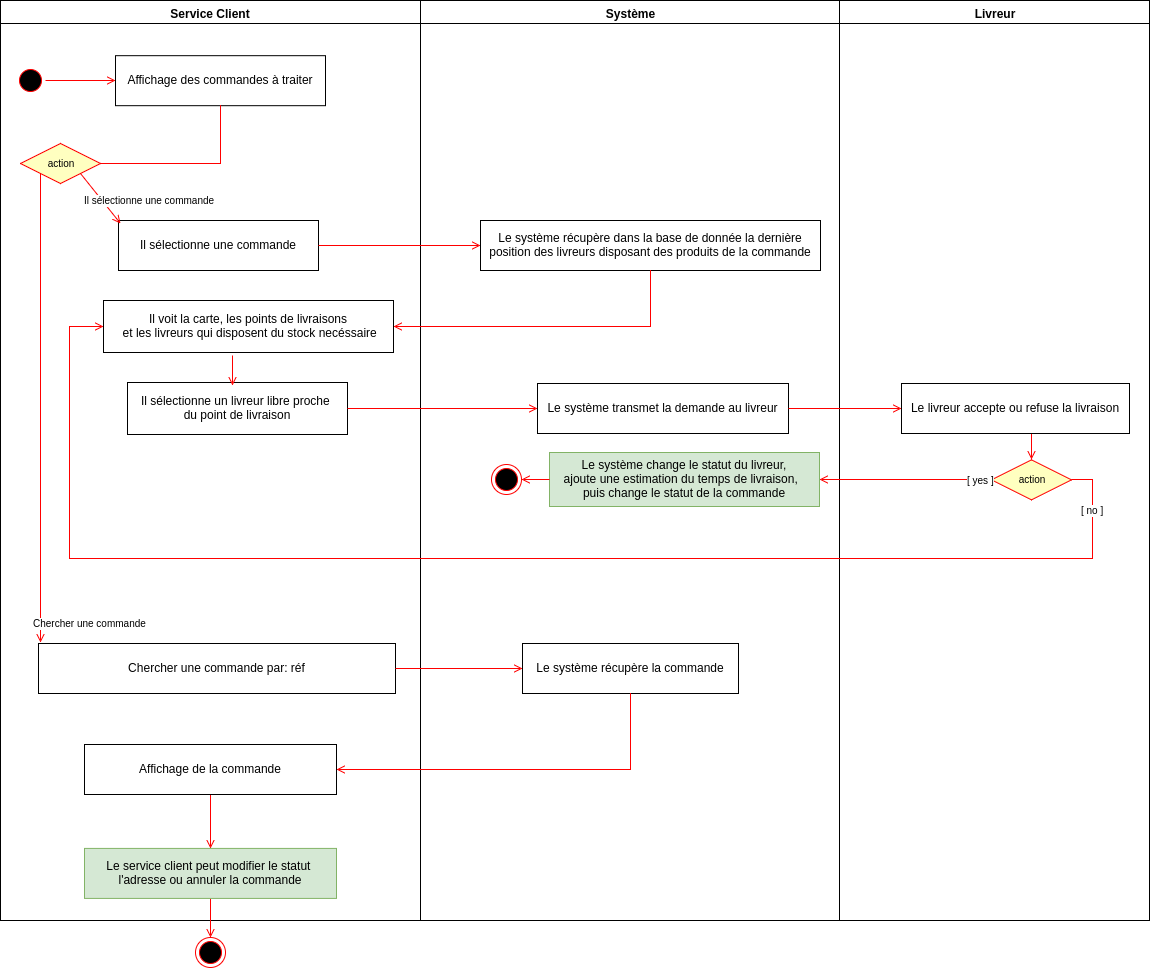 Service Client
Système
Livreur
Affichage des commandes à traiter
action
Il sélectionne une commande
Il sélectionne une commande
Le système récupère dans la base de donnée la dernière
position des livreurs disposant des produits de la commande
Il voit la carte, les points de livraisons
et les livreurs qui disposent du stock necéssaire
Il sélectionne un livreur libre proche
du point de livraison
Le système transmet la demande au livreur
Le livreur accepte ou refuse la livraison
Le système change le statut du livreur,
ajoute une estimation du temps de livraison,
puis change le statut de la commande
[ yes ]
action
[ no ]
Chercher une commande
Chercher une commande par: réf
Le système récupère la commande
Affichage de la commande
Le service client peut modifier le statut
l'adresse ou annuler la commande